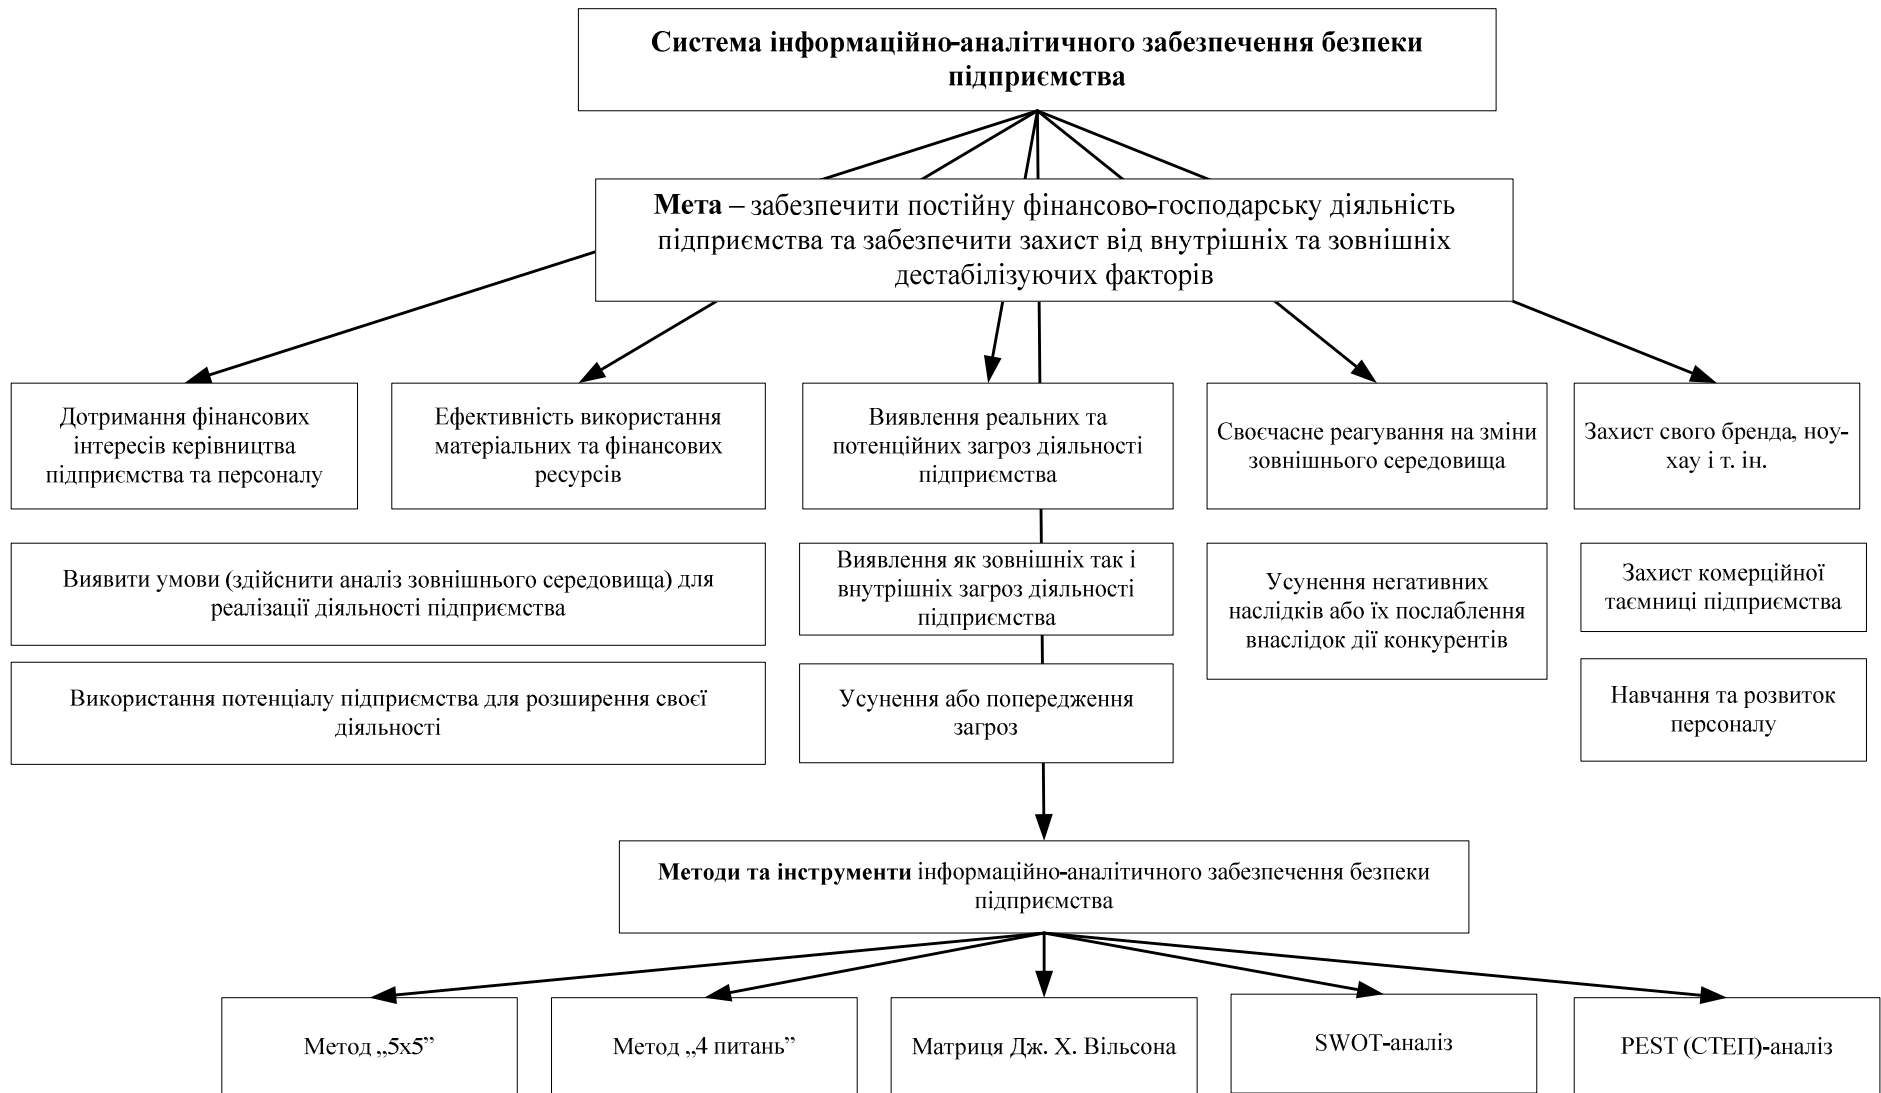 Система інформаційно-аналітичного забезпечення безпеки
підприємства
Мета – забезпечити постійну фінансово-господарську діяльність
підприємства та забезпечити захист від внутрішніх та зовнішніх
дестабілізуючих факторів
Дотримання фінансових
інтересів керівництва
підприємства та персоналу
Ефективність використання
матеріальних та фінансових
ресурсів
Виявлення реальних та
потенційних загроз діяльності
підприємства
Своєчасне реагування на зміни
зовнішнього середовища
Захист свого бренда, ноу-
хау і т. ін.
Виявити умови (здійснити аналіз зовнішнього середовища) для
реалізації діяльності підприємства
Виявлення як зовнішніх так і
внутрішніх загроз діяльності
підприємства
Усунення негативних
наслідків або їх послаблення
внаслідок дії конкурентів
Захист комерційної
таємниці підприємства
Використання потенціалу підприємства для розширення своєї
діяльності
Усунення або попередження
загроз
Навчання та розвиток
персоналу
Методи та інструменти інформаційно-аналітичного забезпечення безпеки
підприємства
Метод „5х5”
Метод „4 питань”
Матриця Дж. Х. Вільсона
SWOT-аналіз
PEST (СТЕП)-аналіз